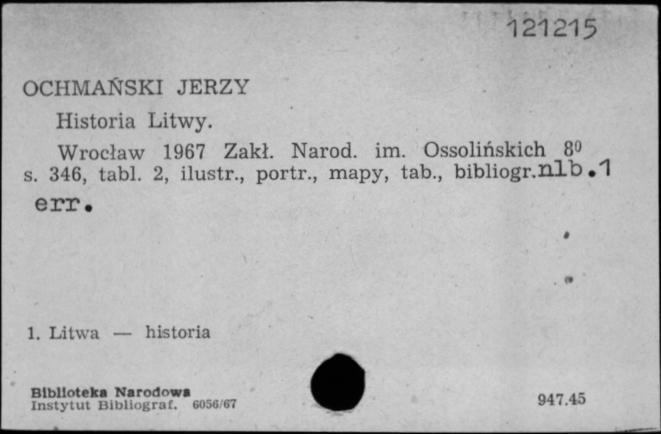 121215
OCHMAŃSKI JERZY
Historia Litwy.
Wrocław 1967 Zakł. Narod. im. Ossolińskich 8⁰
s. 346, tabl. 2, ilustr., portr., mapy, tab., bibliogr.nlb.1
err.
1. Litwa — historia
Biblioteka Narodowa
Instytut Bibliograf. 6056/67
947.45